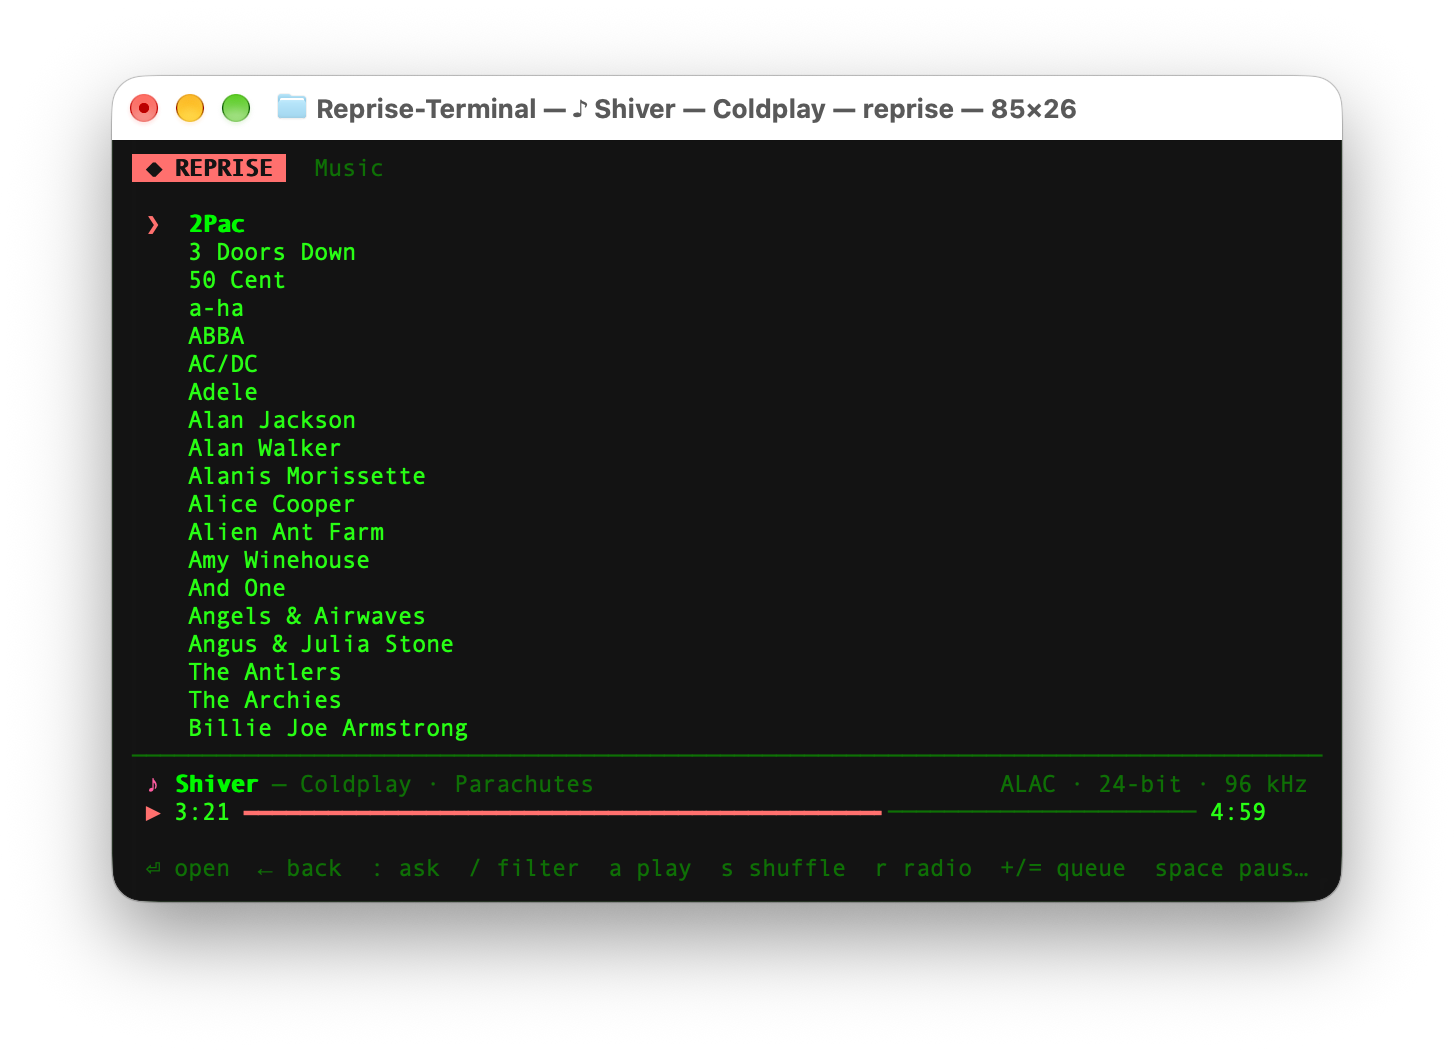 Reprise-Terminal — ♪ Shiver — Coldplay — reprise — 85×26
◆ REPRISE Music
❯ 2Pac
3 Doors Down
50 Cent
a-ha
ABBA
AC/DC
Adele
Alan Jackson
Alan Walker
Alanis Morissette
Alice Cooper
Alien Ant Farm
Amy Winehouse
And One
Angels & Airwaves
Angus & Julia Stone
The Antlers
The Archies
Billie Joe Armstrong
♪ Shiver — Coldplay · Parachutes ALAC · 24-bit · 96 kHz
▶ 3:21 4:59
⏎ open ← back : ask / filter a play s shuffle r radio +/= queue space paus…